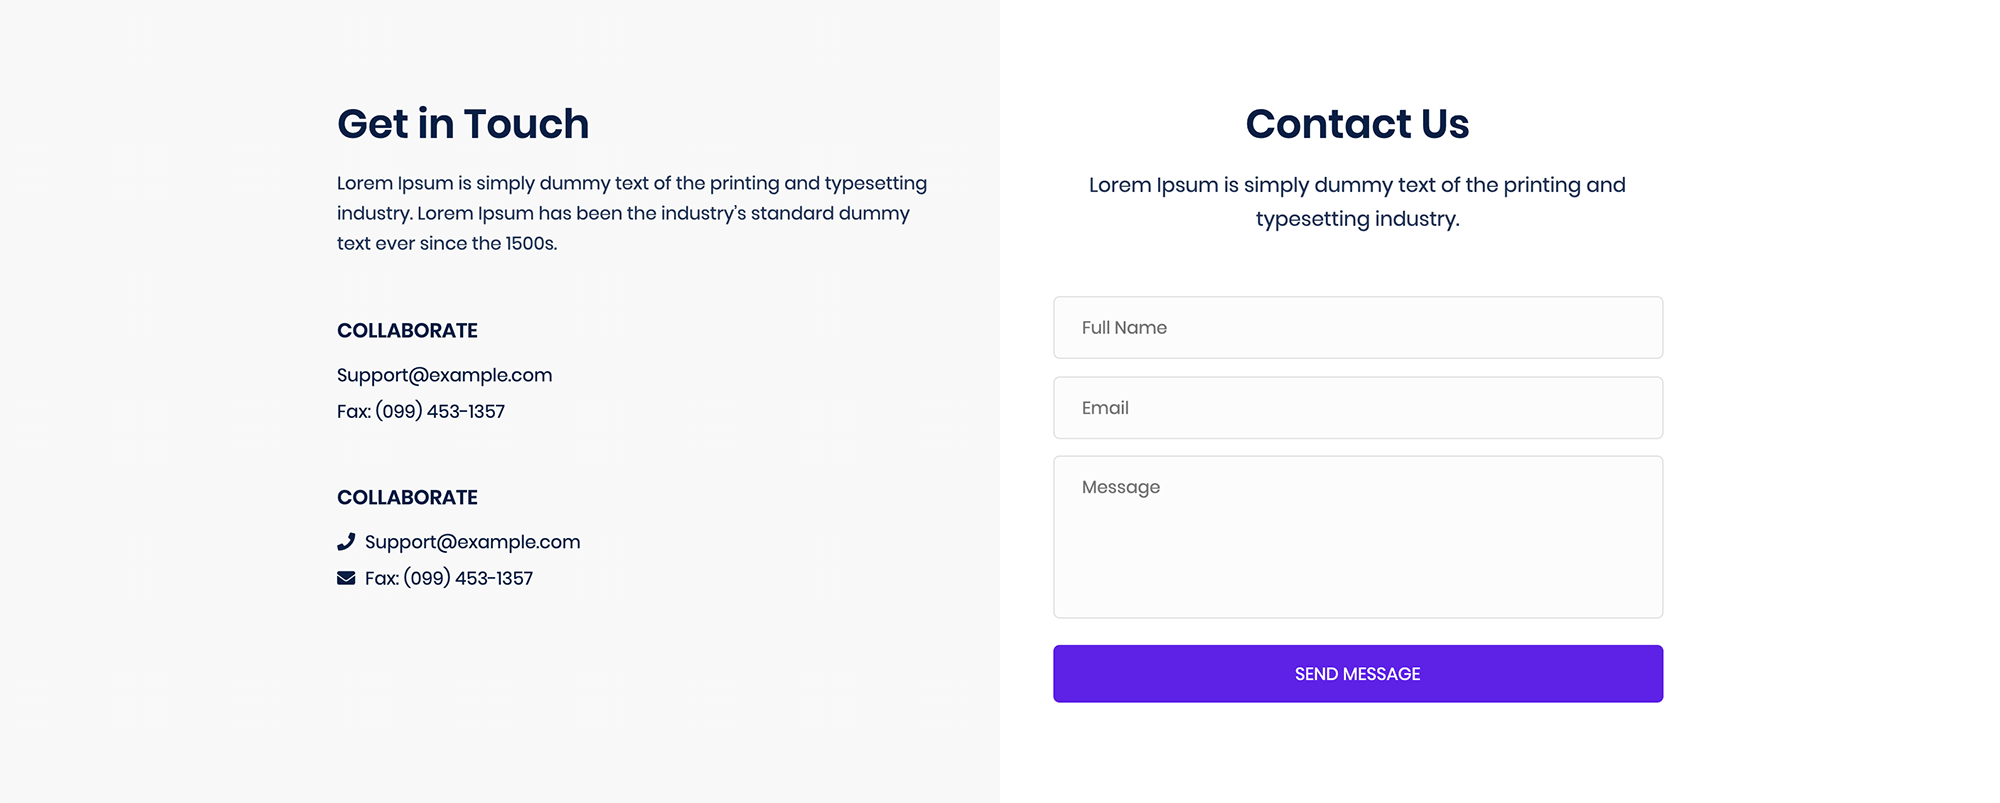 Get in Touch
Lorem Ipsum is simply dummy text of the printing and typesetting
industry. Lorem Ipsum has been the industry's standard dummy
text ever since the 1500s.
COLLABORATE
Support@example.com
Fax: (099) 453-1357
COLLABORATE
Support@example.com
Fax: (099) 453-1357
Contact Us
Lorem Ipsum is simply dummy text of the printing and
typesetting industry.
Full Name
Email
Message
SEND MESSAGE